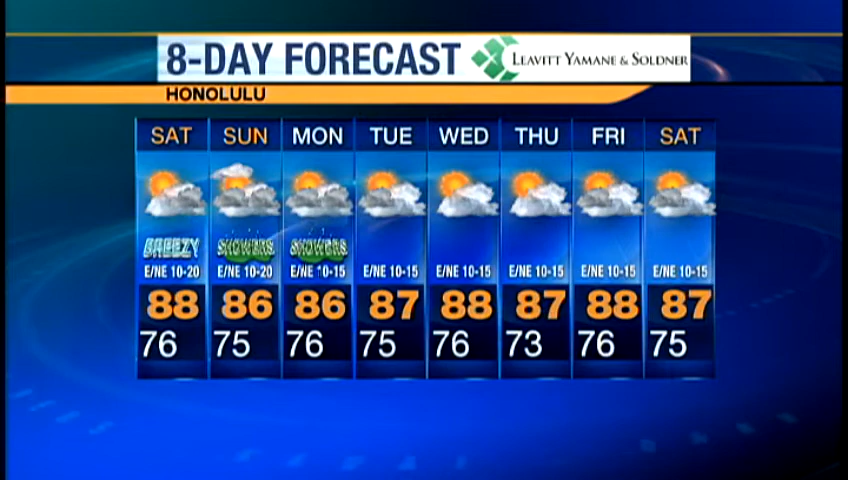 8-DAY FORECAST LEAVITT YAMANE & SOLDNER
HONOLULU
SAT SUN MON TUE WED THU FRI SAT
BREEZY SHOWERS SHOWERS
E/NE 10-20 E/NE 10-20 E/NE 10-15 E/NE 10-15 E/NE 10-15 E/NE 10-15 E/NE 10-15 E/NE 10-15
88 86 86 87 88 87 88 87
76 75 76 75 76 73 76 75